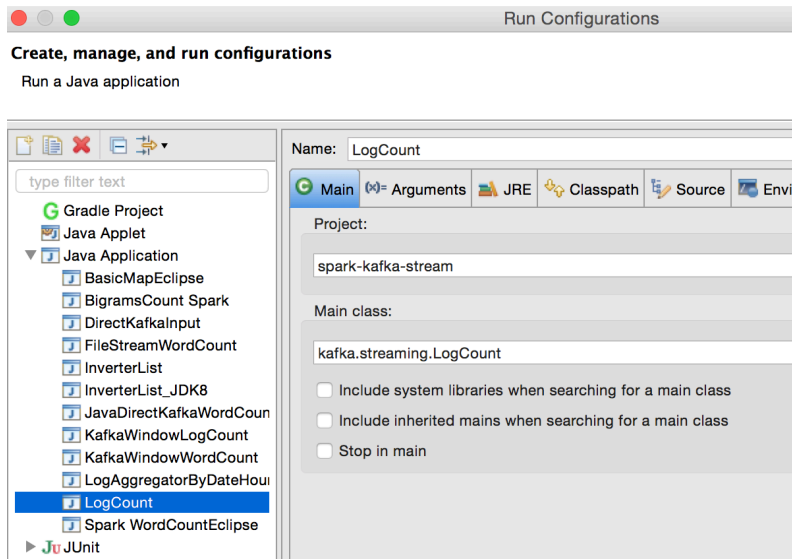 Run Configurations
Create, manage, and run configurations
Run a Java application
type filter text
Gradle Project
Java Applet
Java Application
BasicMapEclipse
BigramsCount Spark
DirectKafkaInput
FileStreamWordCount
InverterList
InverterList_JDK8
JavaDirectKafkaWordCoun
KafkaWindowLogCount
KafkaWindowWordCount
LogAggregatorByDateHou
LogCount
Spark WordCountEclipse
JUnit
Name: LogCount
Main (x)= Arguments JRE Classpath Source Envi
Project:
spark-kafka-stream
Main class:
kafka.streaming.LogCount
Include system libraries when searching for a main class
Include inherited mains when searching for a main class
Stop in main